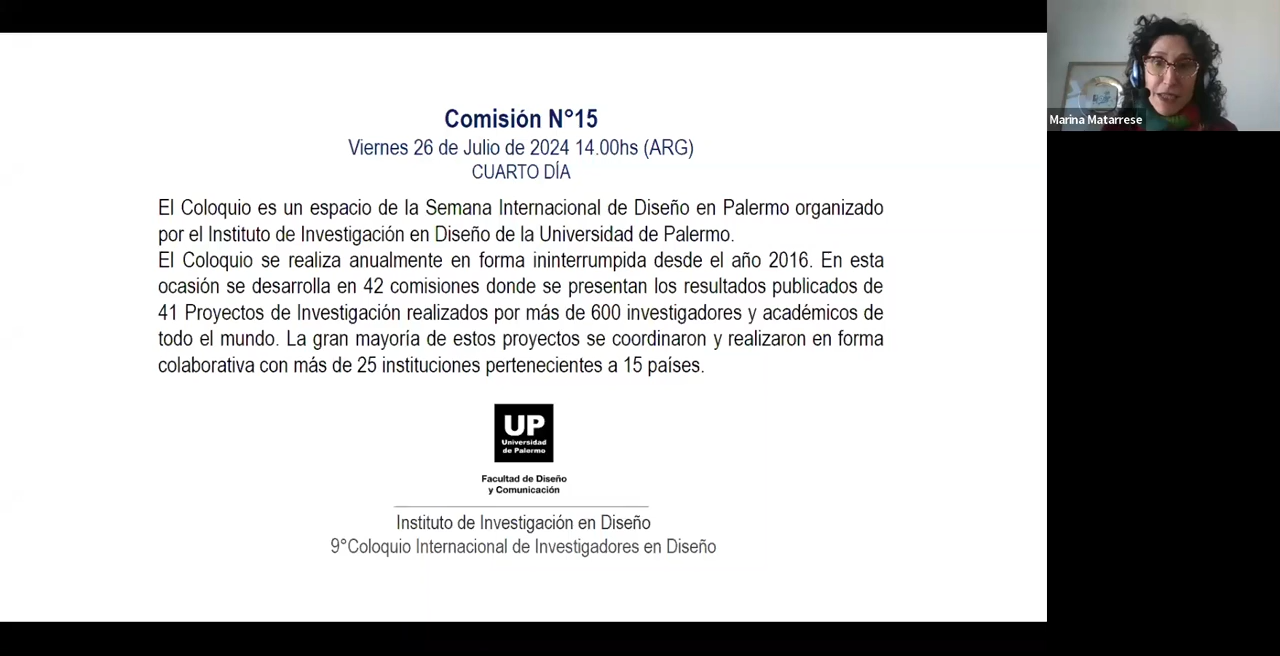 Comisión N°15
Viernes 26 de Julio de 2024 14.00hs (ARG)
CUARTO DÍA
El Coloquio es un espacio de la Semana Internacional de Diseño en Palermo organizado
por el Instituto de Investigación en Diseño de la Universidad de Palermo.
El Coloquio se realiza anualmente en forma ininterrumpida desde el año 2016. En esta
ocasión se desarrolla en 42 comisiones donde se presentan los resultados publicados de
41 Proyectos de Investigación realizados por más de 600 investigadores y académicos de
todo el mundo. La gran mayoría de estos proyectos se coordinaron y realizaron en forma
colaborativa con más de 25 instituciones pertenecientes a 15 países.
UP
Universidad
de Palermo
Facultad de Diseño
y Comunicación
Instituto de Investigación en Diseño
9°Coloquio Internacional de Investigadores en Diseño
Marina Matarrese